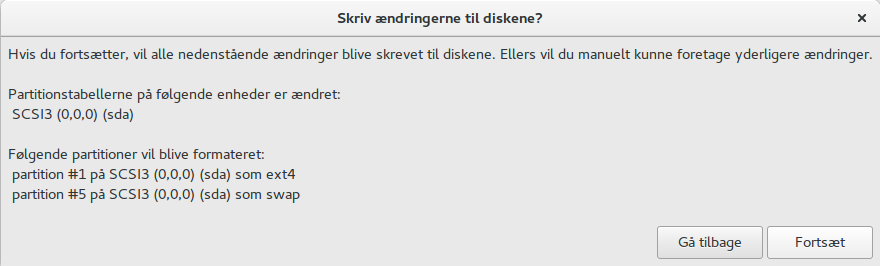 Skriv ændringerne til diskene?
Hvis du fortsætter, vil alle nedenstående ændringer blive skrevet til diskene. Ellers vil du manuelt kunne foretage yderligere ændringer.
Partitionstabellerne på følgende enheder er ændret:
SCSI3 (0,0,0) (sda)
Følgende partitioner vil blive formateret:
partition #1 på SCSI3 (0,0,0) (sda) som ext4
partition #5 på SCSI3 (0,0,0) (sda) som swap
Gå tilbage
Fortsæt